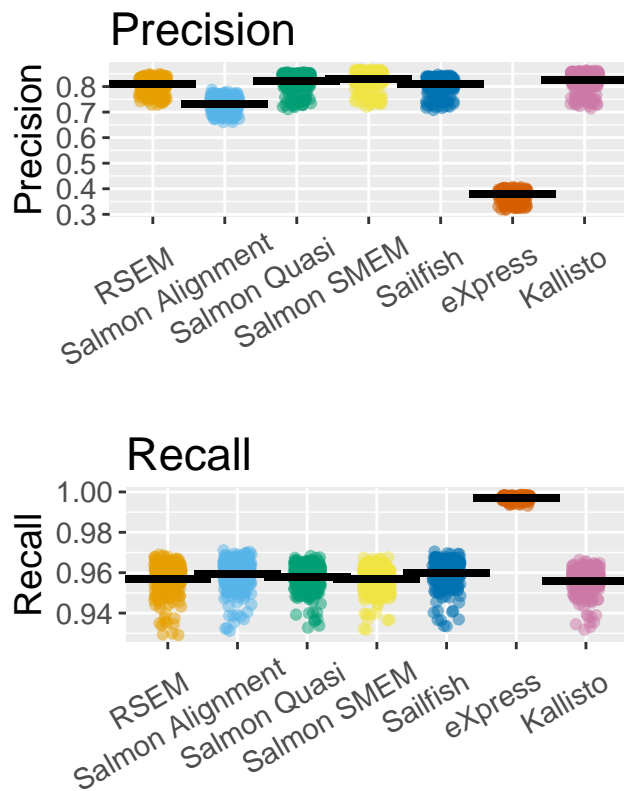 Precision
Precision
0.8
0.7
0.6
0.5
0.4
0.3
RSEM
Salmon Alignment
Salmon Quasi
Salmon SMEM
Sailfish
eXpress
Kallisto
Recall
Recall
1.00
0.98
0.96
0.94
RSEM
Salmon Alignment
Salmon Quasi
Salmon SMEM
Sailfish
eXpress
Kallisto